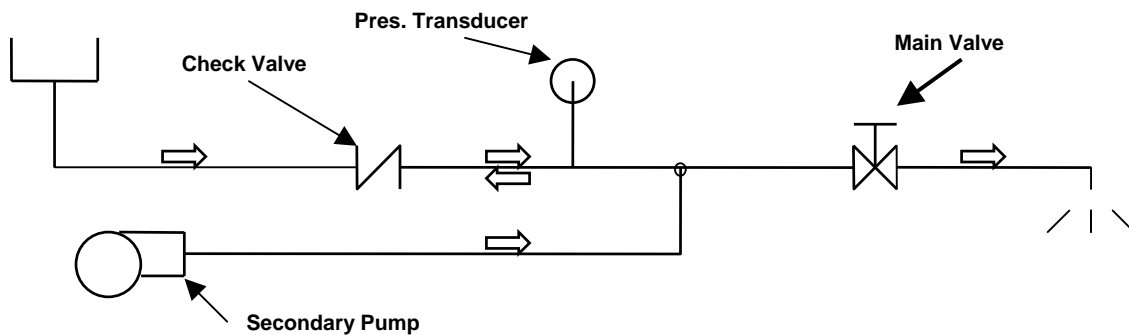 Pres. Transducer
Main Valve
Check Valve
Secondary Pump